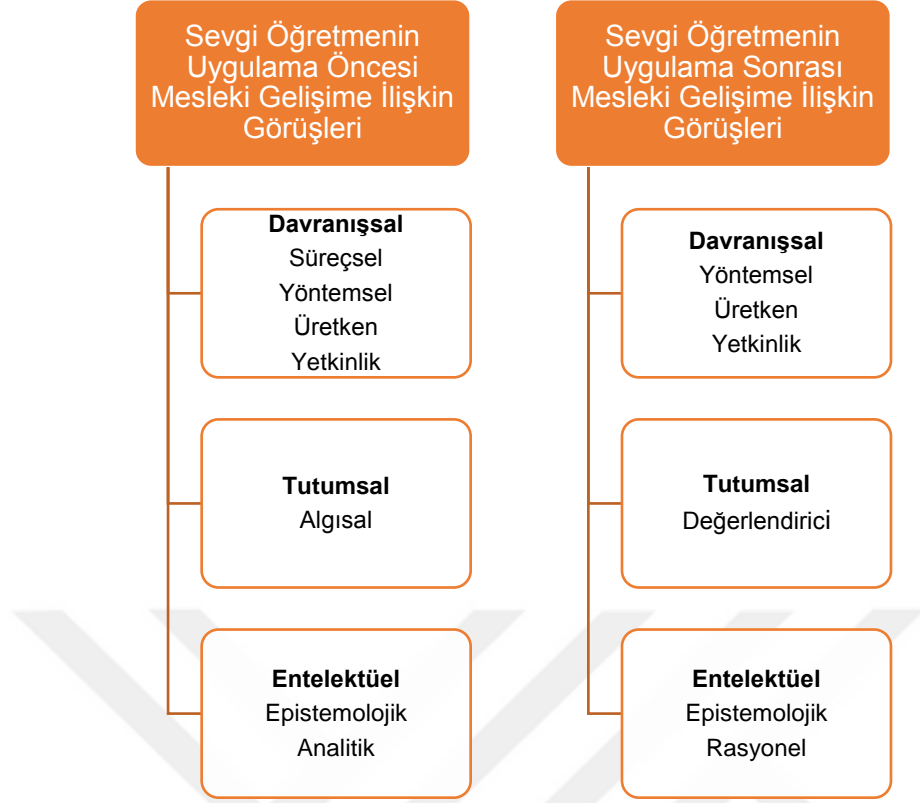 Sevgi Öğretmenin
Uygulama Öncesi
Mesleki Gelişime İlişkin
Görüşleri
Davranışsal
Süreçsel
Yöntemsel
Üretken
Yetkinlik
Tutumsal
Algısal
Entelektüel
Epistemolojik
Analitik
Sevgi Öğretmenin
Uygulama Sonrası
Mesleki Gelişime İlişkin
Görüşleri
Davranışsal
Yöntemsel
Üretken
Yetkinlik
Tutumsal
Değerlendirici
Entelektüel
Epistemolojik
Rasyonel